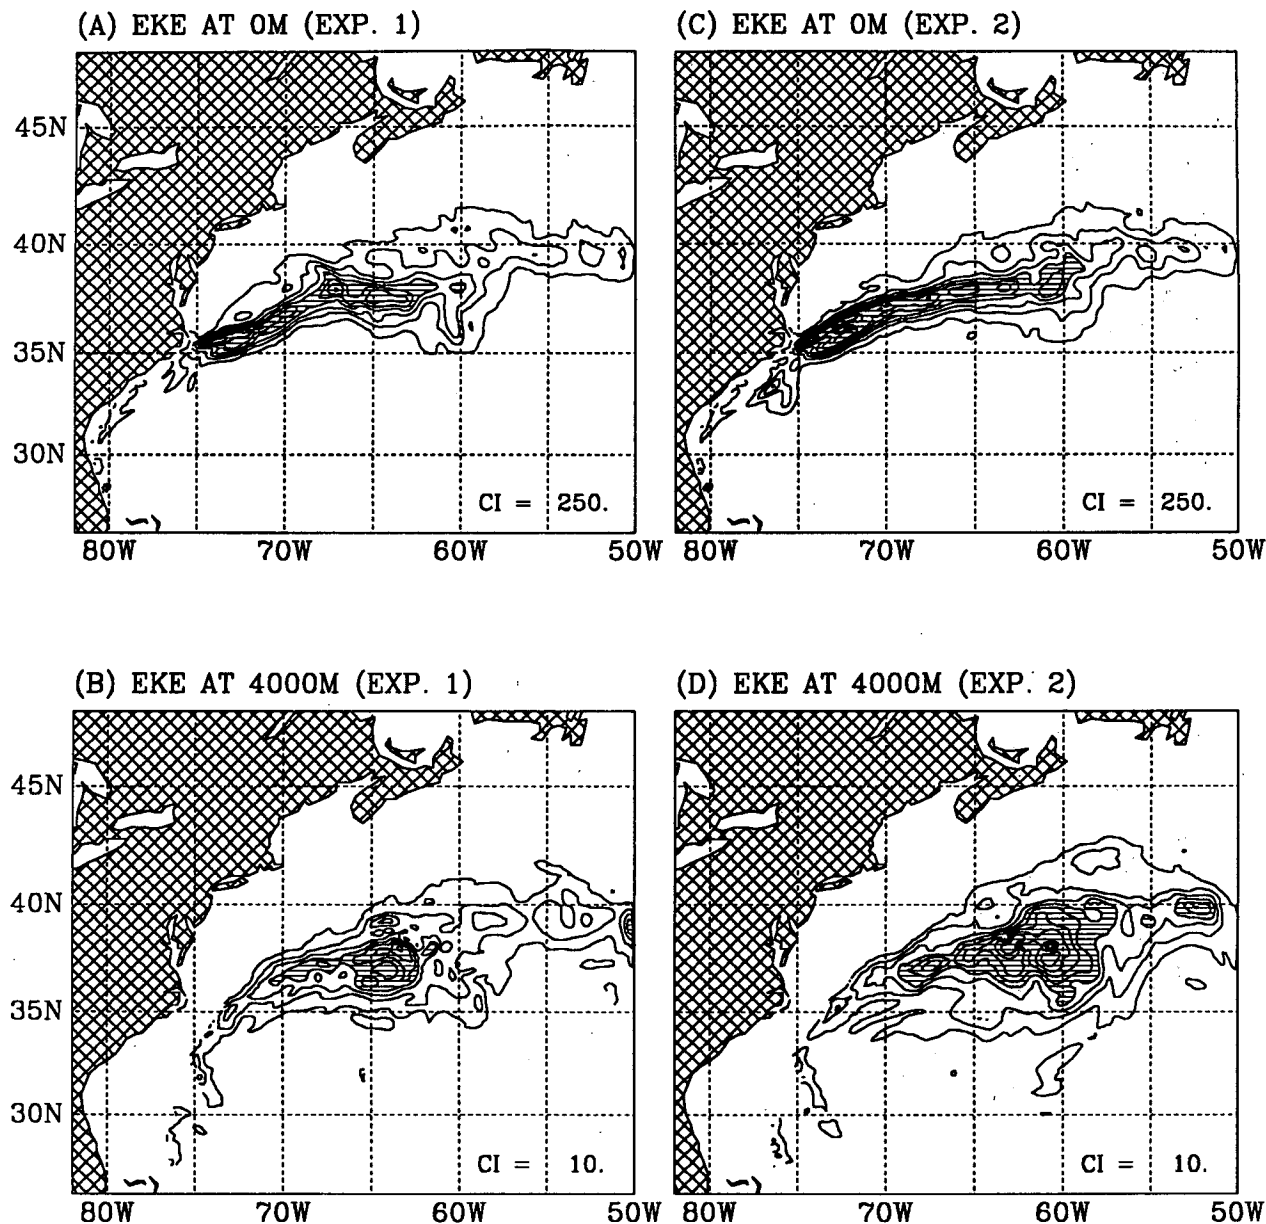 (A) EKE AT 0M (EXP. 1)
45N
40N
35N
30N
CI = 250.
80W 70W 60W 50W
(C) EKE AT 0M (EXP. 2)
CI = 250.
80W 70W 60W 50W
(B) EKE AT 4000M (EXP. 1)
45N
40N
35N
30N
CI = 10.
80W 70W 60W 50W
(D) EKE AT 4000M (EXP. 2)
CI = 10.
80W 70W 60W 50W